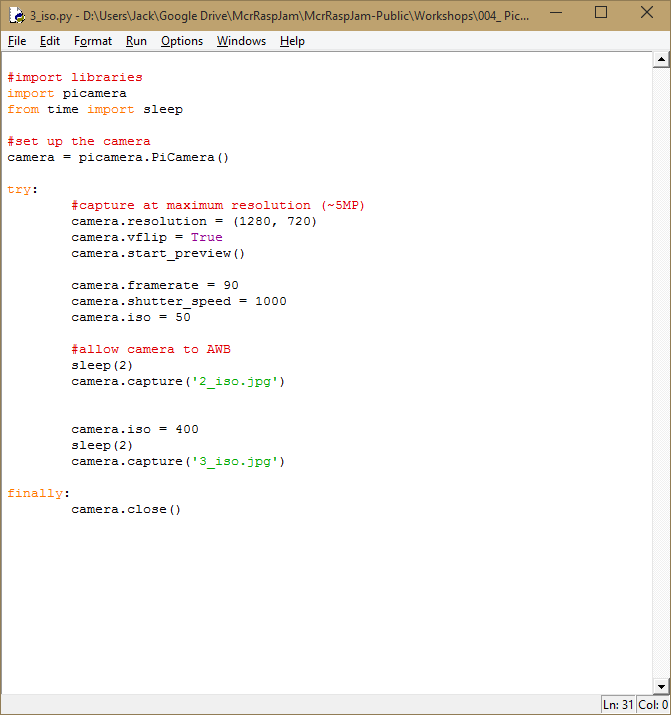 3_iso.py - D:\Users\Jack\Google Drive\McrRaspJam\McrRaspJam-Public\Workshops\004_ Pic...
File Edit Format Run Options Windows Help
#import libraries
import picamera
from time import sleep
#set up the camera
camera = picamera.PiCamera()
try:
        #capture at maximum resolution (~5MP)
        camera.resolution = (1280, 720)
        camera.vflip = True
        camera.start_preview()
        camera.framerate = 90
        camera.shutter_speed = 1000
        camera.iso = 50
        #allow camera to AWB
        sleep(2)
        camera.capture('2_iso.jpg')
        camera.iso = 400
        sleep(2)
        camera.capture('3_iso.jpg')
finally:
        camera.close()
Ln: 31 Col: 0